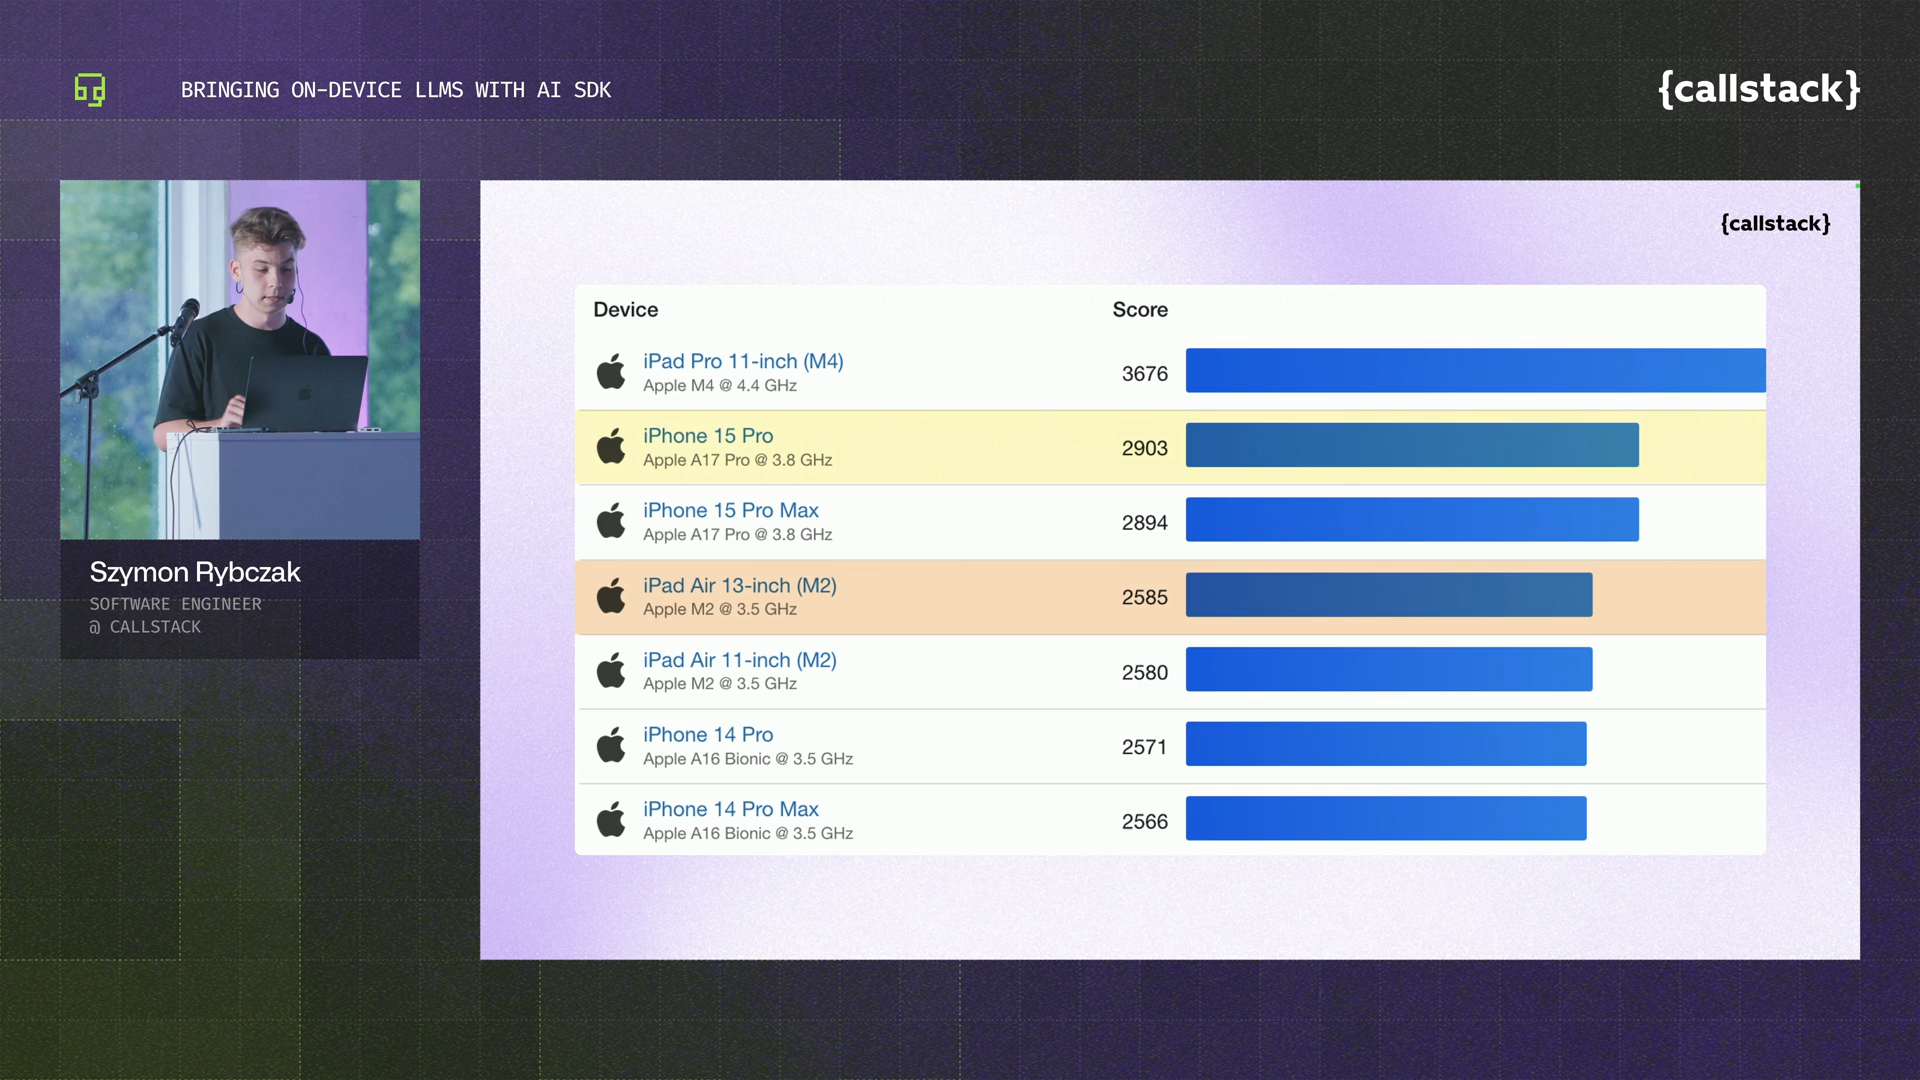 BRINGING ON-DEVICE LLMS WITH AI SDK
{callstack}
Szymon Rybczak
SOFTWARE ENGINEER
@ CALLSTACK
{callstack}
Device Score
iPad Pro 11-inch (M4)
Apple M4 @ 4.4 GHz
3676
iPhone 15 Pro
Apple A17 Pro @ 3.8 GHz
2903
iPhone 15 Pro Max
Apple A17 Pro @ 3.8 GHz
2894
iPad Air 13-inch (M2)
Apple M2 @ 3.5 GHz
2585
iPad Air 11-inch (M2)
Apple M2 @ 3.5 GHz
2580
iPhone 14 Pro
Apple A16 Bionic @ 3.5 GHz
2571
iPhone 14 Pro Max
Apple A16 Bionic @ 3.5 GHz
2566